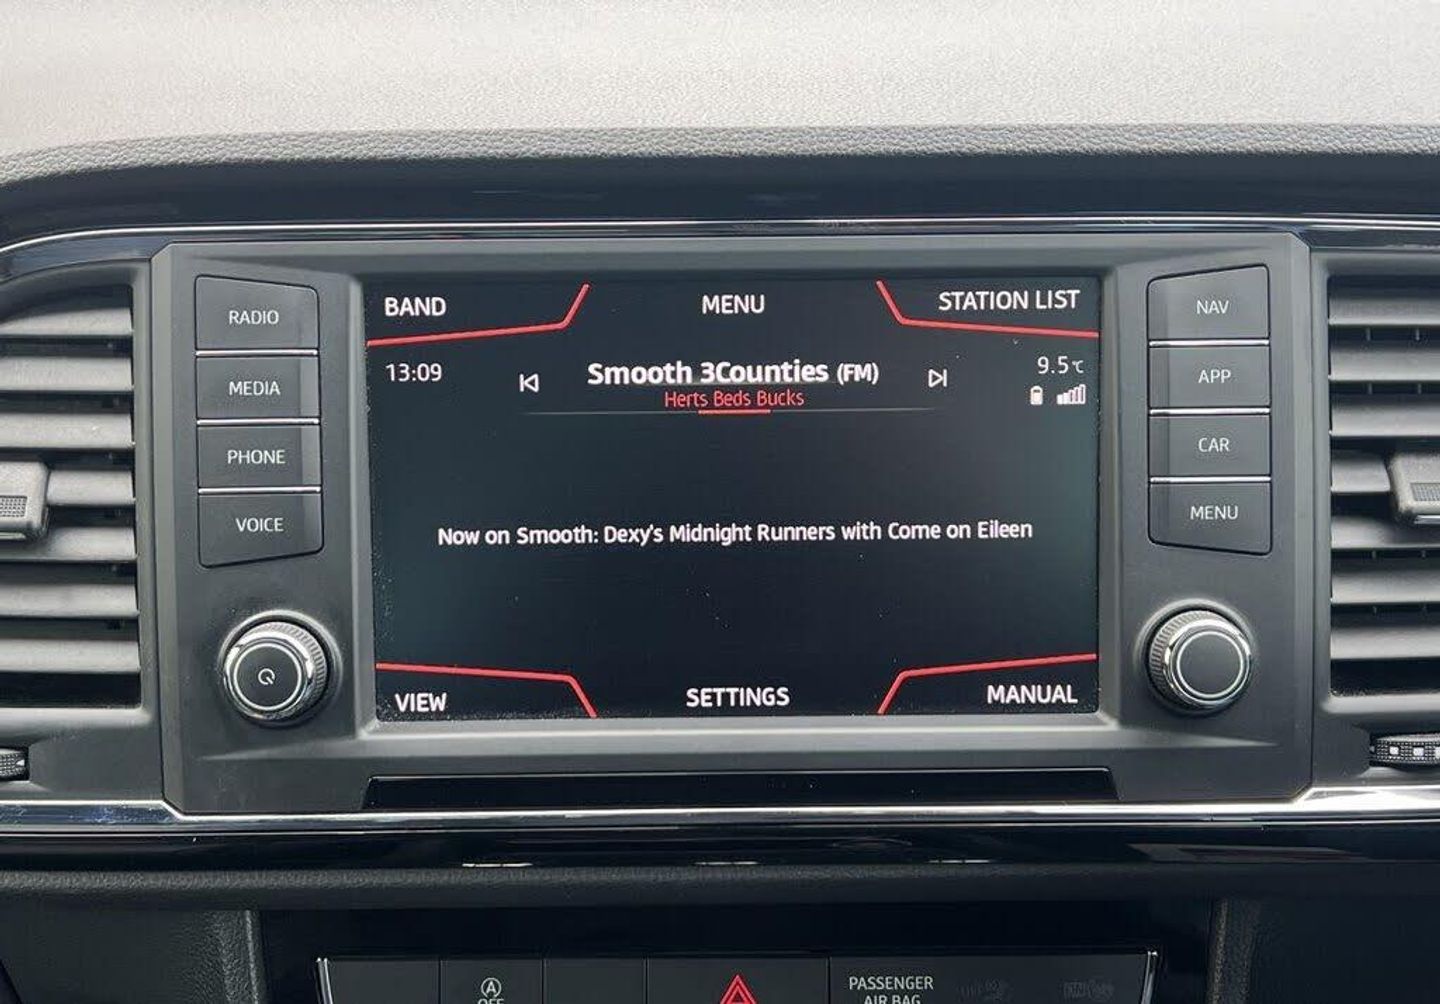 BAND MENU STATION LIST
RADIO
NAV
13:09
Smooth 3Counties (FM)
9.5°C
Herts Beds Bucks
MEDIA
APP
PHONE
CAR
VOICE
MENU
Now on Smooth: Dexy's Midnight Runners with Come on Eileen
VIEW SETTINGS MANUAL
A
OFF
PASSENGER
AIR BAG